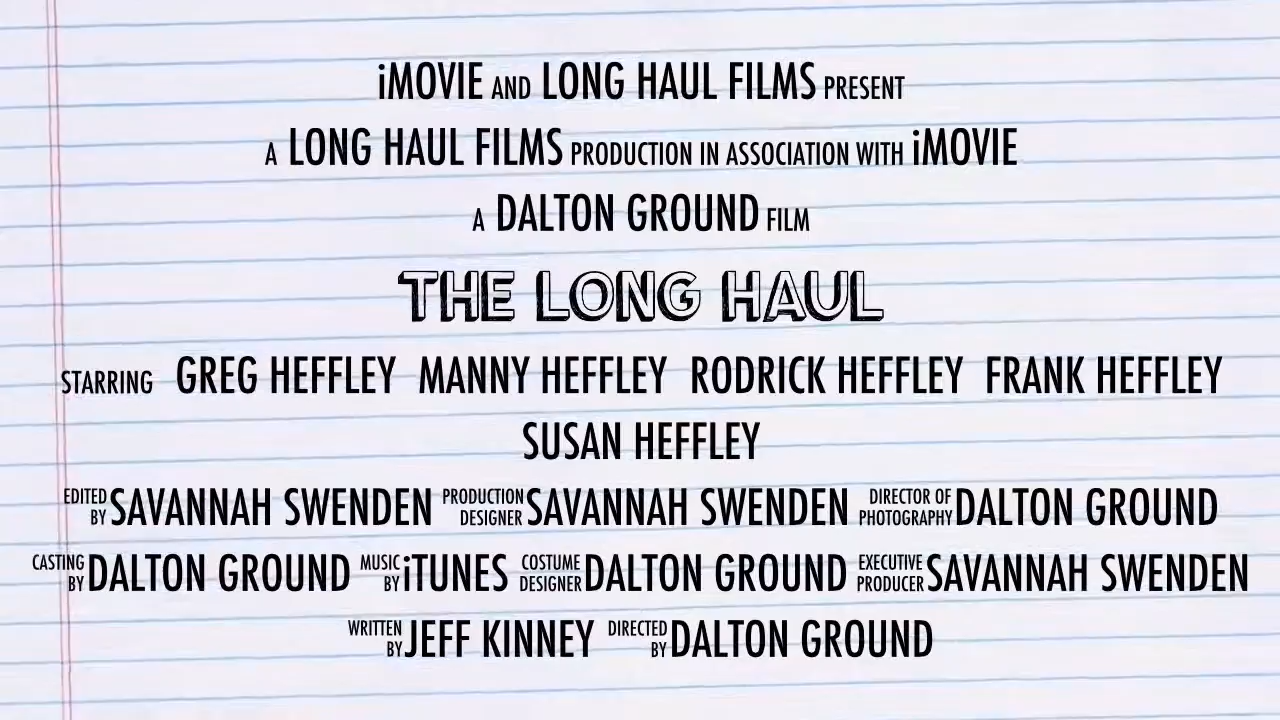 iMOVIE AND LONG HAUL FILMS PRESENT
A LONG HAUL FILMS PRODUCTION IN ASSOCIATION WITH iMOVIE
A DALTON GROUND FILM
THE LONG HAUL
STARRING GREG HEFFLEY MANNY HEFFLEY RODRICK HEFFLEY FRANK HEFFLEY
SUSAN HEFFLEY
EDITED BY SAVANNAH SWENDEN PRODUCTION DESIGNER SAVANNAH SWENDEN DIRECTOR OF PHOTOGRAPHY DALTON GROUND
CASTING BY DALTON GROUND MUSIC BY iTUNES COSTUME DESIGNER DALTON GROUND EXECUTIVE PRODUCER SAVANNAH SWENDEN
WRITTEN BY JEFF KINNEY DIRECTED BY DALTON GROUND